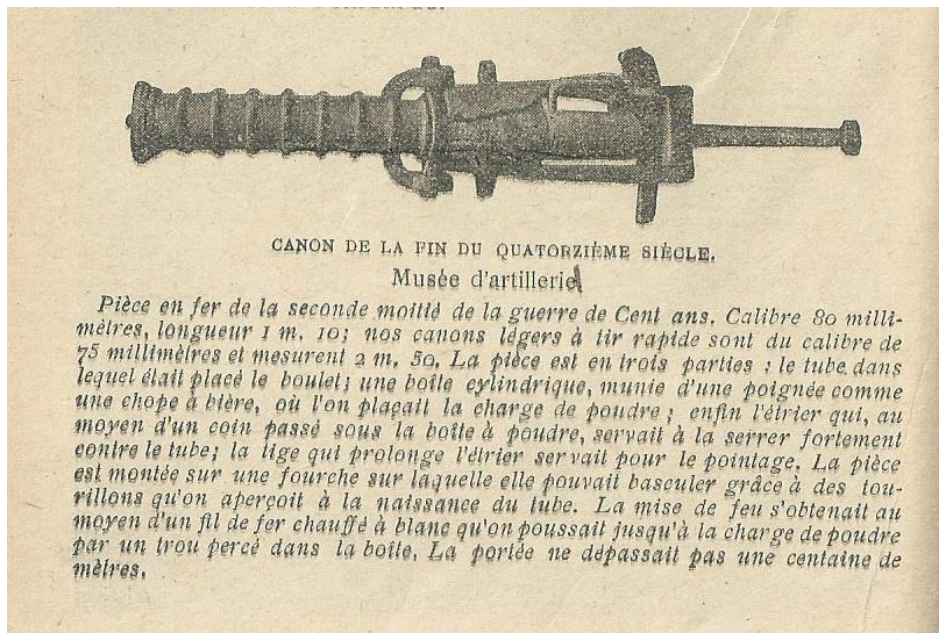 CANON DE LA FIN DU QUATORZIÈME SIÈCLE.
Musée d'artillerie
Pièce en fer de la seconde moitié de la guerre de Cent ans. Calibre 80 milli-
mètres, longueur 1 m. 10; nos canons légers à tir rapide sont du calibre de
75 millimètres et mesurent 2 m. 50. La pièce est en trois parties : le tube dans
lequel était placé le boulet; une boîte cylindrique, munie d'une poignée comme
une chope à bière, où l'on plaçait la charge de poudre; enfin l'étrier qui, au
moyen d'un coin passé sous la boîte à poudre, servait à la serrer fortement
contre le tube; la tige qui prolonge l'étrier servait pour le pointage. La pièce
est montée sur une fourche sur laquelle elle pouvait basculer grâce à des tou-
rillons qu'on aperçoit à la naissance du tube. La mise de feu s'obtenait au
moyen d'un fil de fer chauffé à blanc qu'on poussait jusqu'à la charge de poudre
par un trou percé dans la boîte. La portée ne dépassait pas une centaine de
mètres.